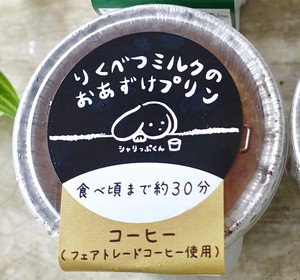 りくべつミルクの
おあずけプリン
シャリっぷくん
食べ頃まで約30分
コーヒー
(フェアトレードコーヒー使用)